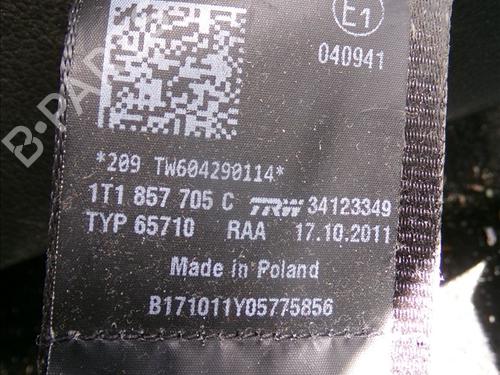 E1
040941
*209 TW604290114*
1T1 857 705 C TRW 34123349
TYP 65710 RAA 17.10.2011
Made in Poland
B171011Y05775856
B-PARTS